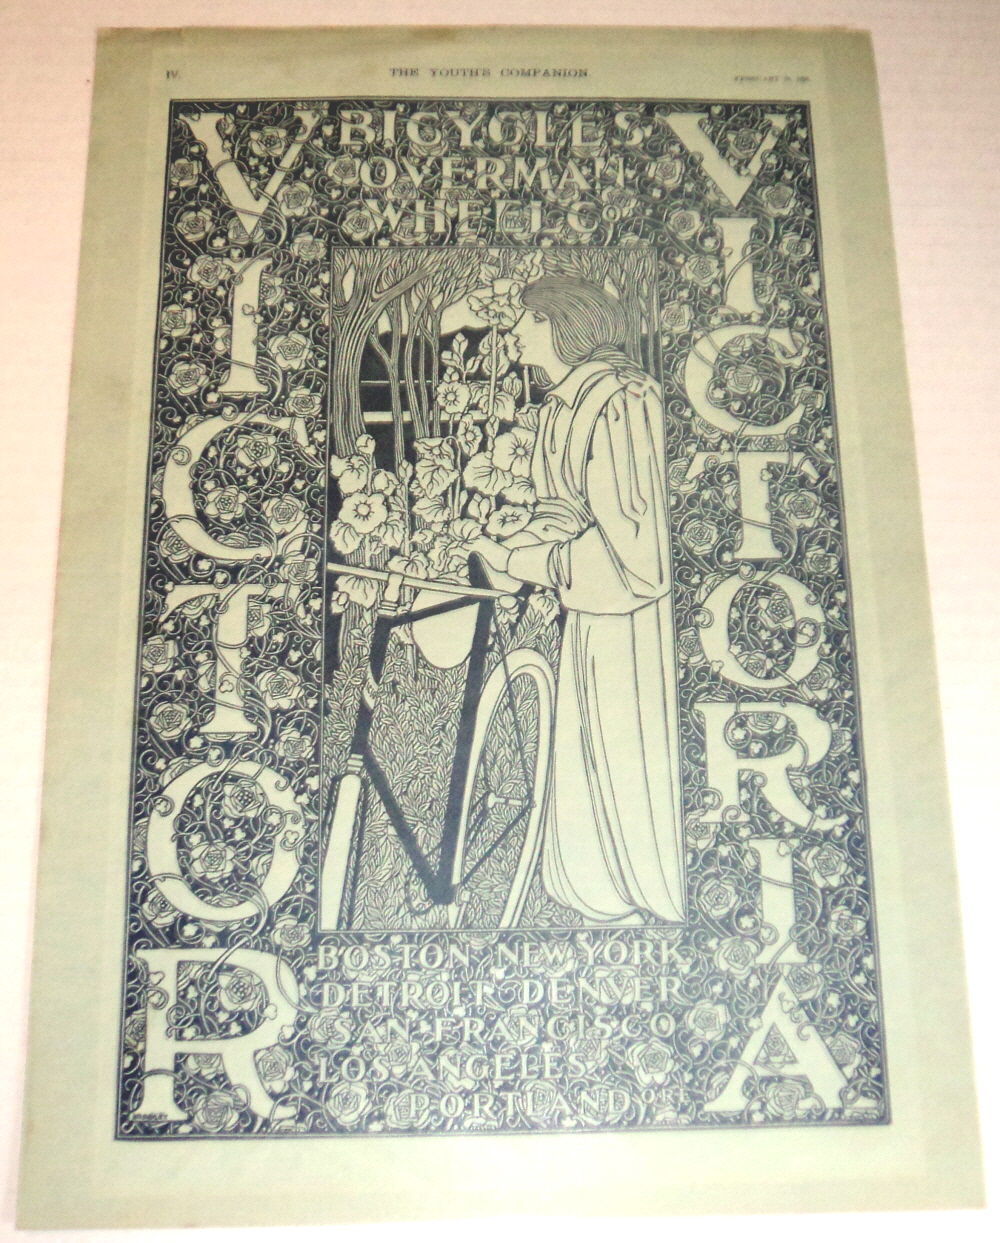 IV.
THE YOUTH'S COMPANION.
VICTOR
BICYCLES
OVERMAN
WHEEL CO
VICTORIA
BOSTON NEW YORK
DETROIT DENVER
SAN FRANCISCO
LOS ANGELES
PORTLAND ORE
BRADLEY